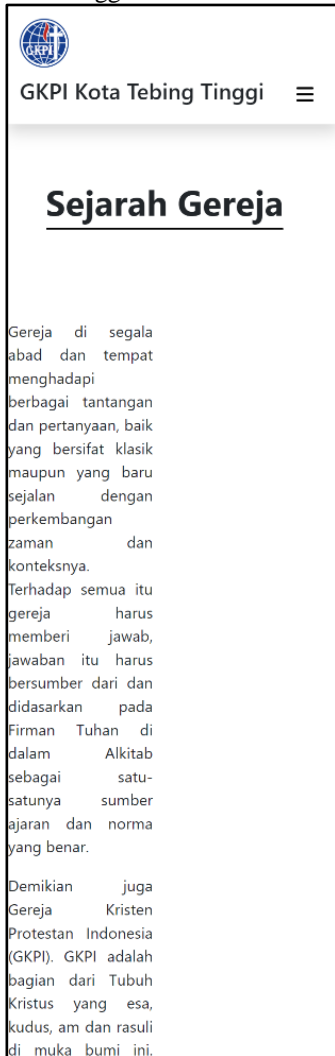 GKPI
GKPI Kota Tebing Tinggi
Sejarah Gereja
Gereja di segala
abad dan tempat
menghadapi
berbagai tantangan
dan pertanyaan, baik
yang bersifat klasik
maupun yang baru
sejalan dengan
perkembangan
zaman dan
konteksnya.
Terhadap semua itu
gereja harus
memberi jawab,
jawaban itu harus
bersumber dari dan
didasarkan pada
Firman Tuhan di
dalam Alkitab
sebagai satu-
satunya sumber
ajaran dan norma
yang benar.
Demikian juga
Gereja Kristen
Protestan Indonesia
(GKPI). GKPI adalah
bagian dari Tubuh
Kristus yang esa,
kudus, am dan rasuli
di muka bumi ini,